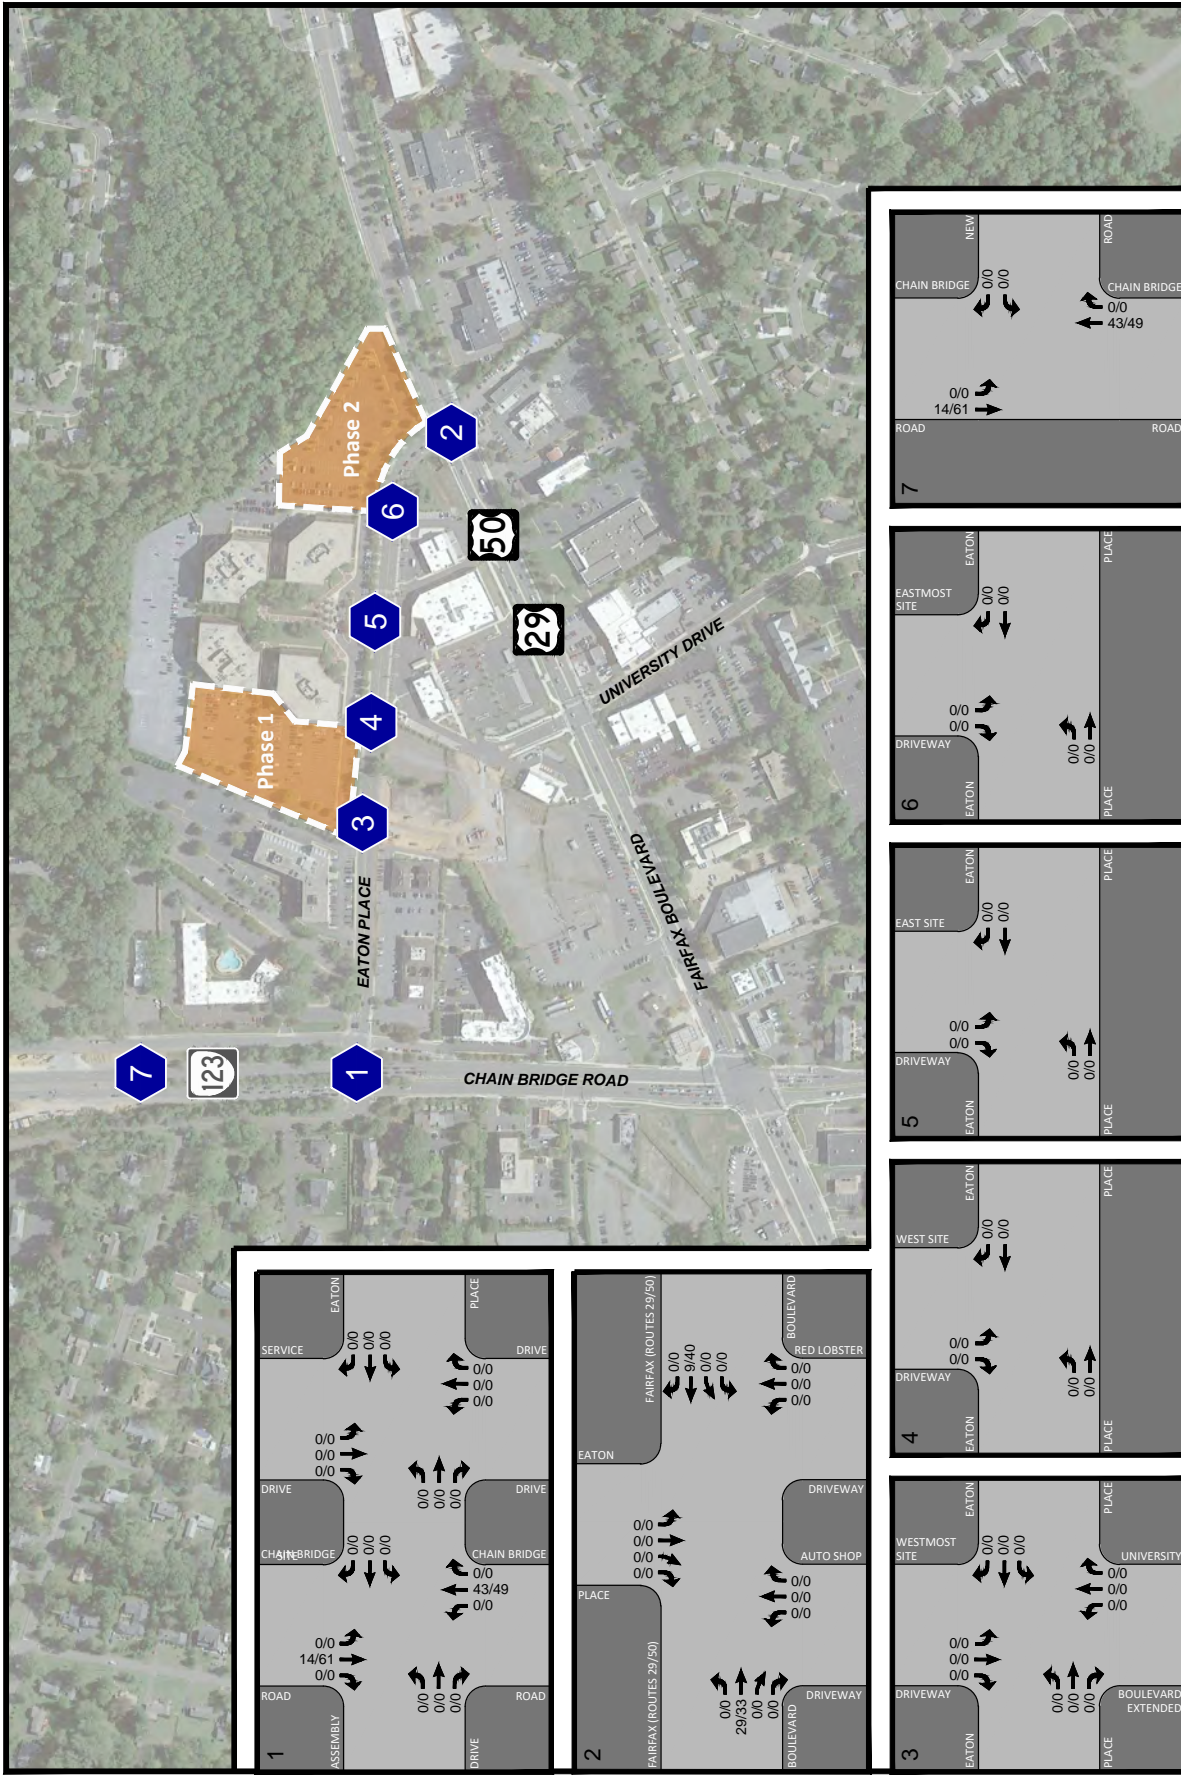 Phase 1
Phase 2
7
123
1
3
4
5
6
2
50
29
EATON PLACE
CHAIN BRIDGE ROAD
FAIRFAX BOULEVARD
UNIVERSITY DRIVE
1
ROAD
ASSEMBLY
CHAIN BRIDGE
SITE
DRIVE
SERVICE
EATON
0/0
14/61
0/0
0/0
0/0
0/0
0/0
0/0
0/0
0/0
0/0
0/0
0/0
0/0
0/0
0/0
43/49
0/0
0/0
0/0
0/0
0/0
0/0
0/0
DRIVE
ROAD
CHAIN BRIDGE
DRIVE
DRIVE
PLACE
2
FAIRFAX (ROUTES 29/50)
PLACE
EATON
FAIRFAX (ROUTES 29/50)
0/0
0/0
0/0
0/0
0/0
9/40
0/0
0/0
0/0
29/33
0/0
0/0
0/0
0/0
0/0
0/0
0/0
0/0
BOULEVARD
DRIVEWAY
AUTO SHOP
DRIVEWAY
RED LOBSTER
BOULEVARD
3
DRIVEWAY
EATON
WESTMOST
SITE
EATON
0/0
0/0
0/0
0/0
0/0
0/0
0/0
0/0
0/0
0/0
0/0
0/0
PLACE
BOULEVARD
EXTENDED
UNIVERSITY
PLACE
4
DRIVEWAY
EATON
WEST SITE
EATON
0/0
0/0
0/0
0/0
0/0
0/0
PLACE
PLACE
5
DRIVEWAY
EATON
EAST SITE
EATON
0/0
0/0
0/0
0/0
0/0
0/0
PLACE
PLACE
6
DRIVEWAY
EATON
EASTMOST
SITE
EATON
0/0
0/0
0/0
0/0
0/0
0/0
PLACE
PLACE
7
ROAD
CHAIN BRIDGE
NEW
0/0
14/61
0/0
0/0
0/0
43/49
ROAD
CHAIN BRIDGE
ROAD